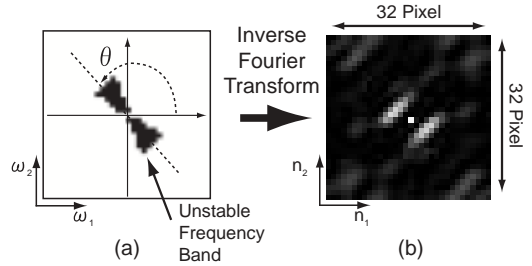 θ
ω2
ω1
Unstable
Frequency
Band
(a)
Inverse
Fourier
Transform
32 Pixel
32 Pixel
n2
n1
(b)